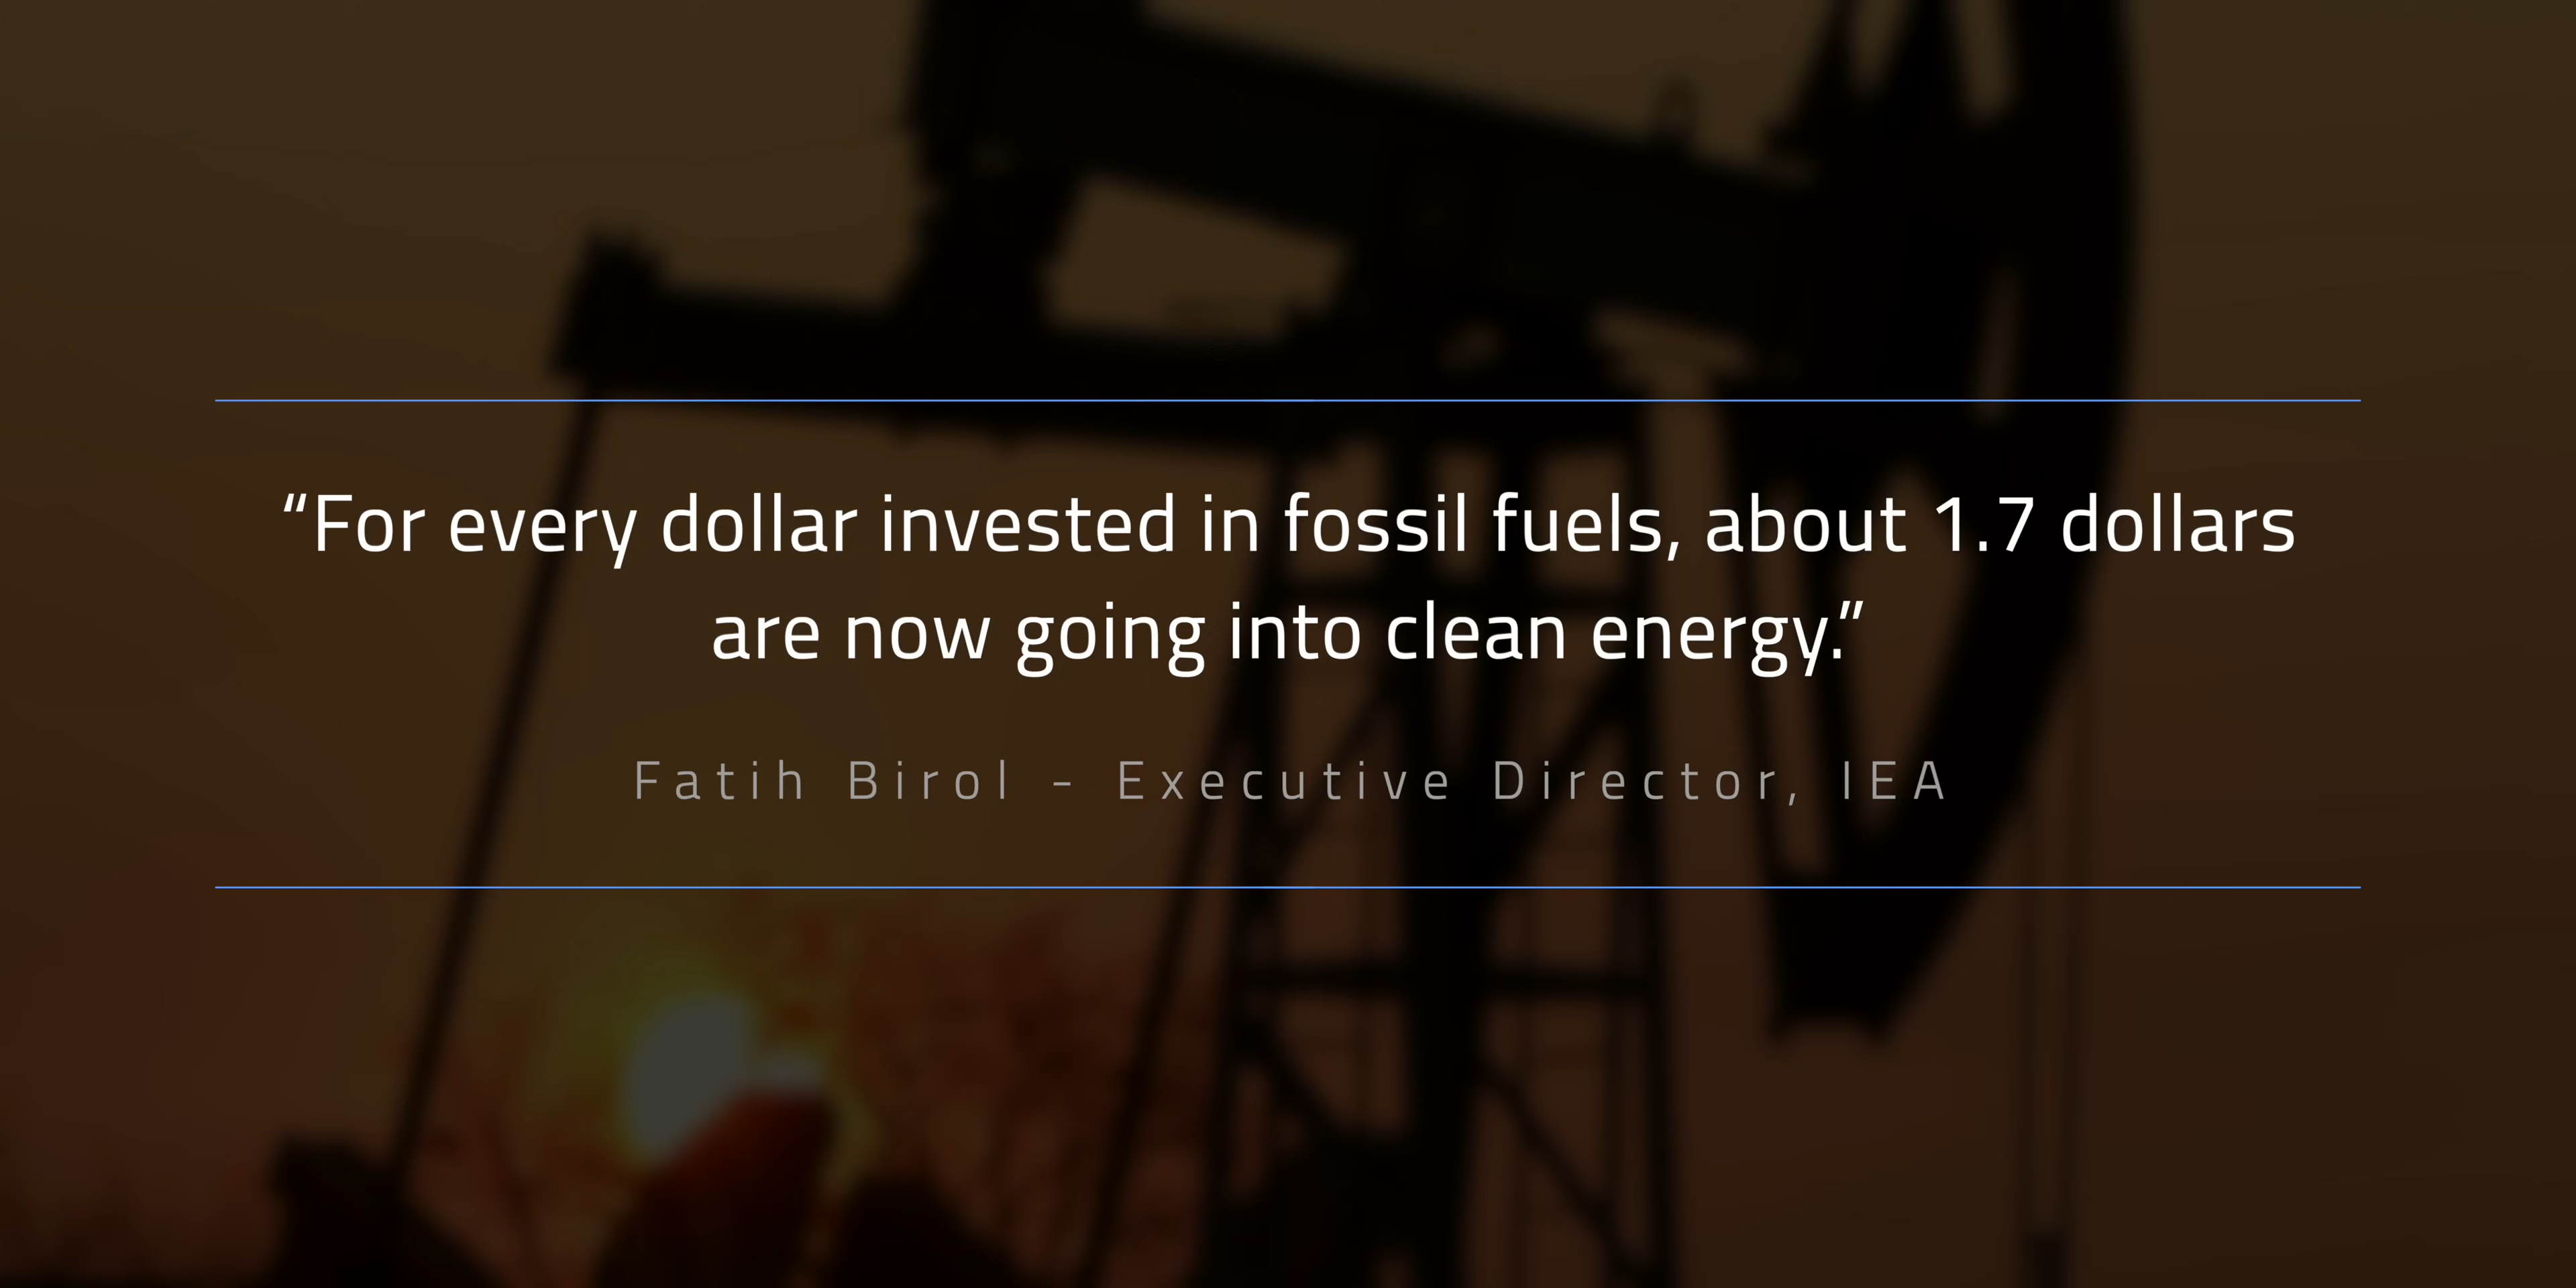 “For every dollar invested in fossil fuels, about 1.7 dollars
are now going into clean energy.”
Fatih Birol - Executive Director, IEA